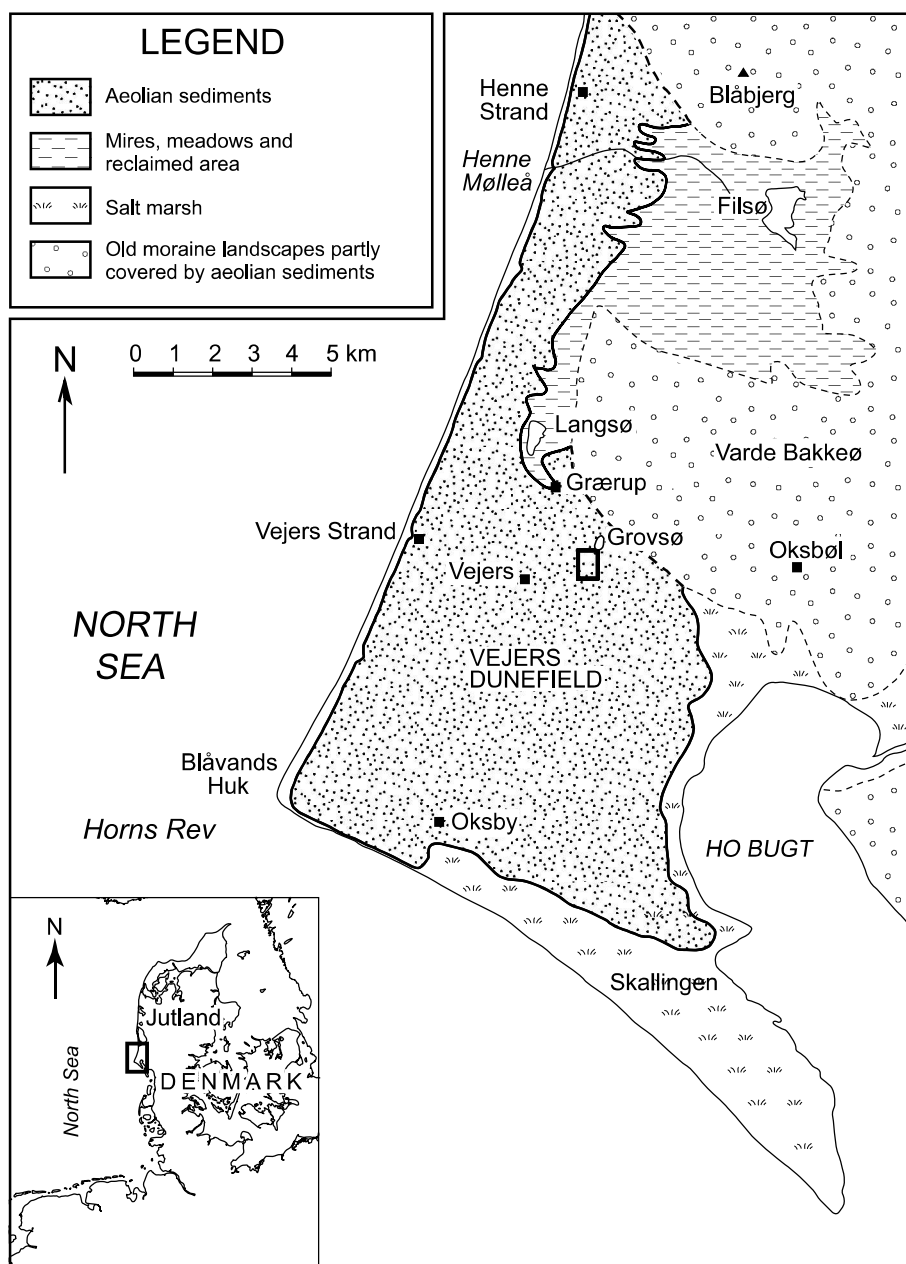 LEGEND
Aeolian sediments
Mires, meadows and
reclaimed area
Salt marsh
Old moraine landscapes partly
covered by aeolian sediments
N
0 1 2 3 4 5 km
Henne
Strand
Blåbjerg
Henne
Mølleå
Filsø
Langsø
Varde Bakkeø
Grærup
Vejers Strand
Grovsø
Oksbøl
Vejers
NORTH
SEA
VEJERS
DUNEFIELD
Blåvands
Huk
Horns Rev
Oksby
HO BUGT
Skallingen
N
Jutland
North Sea
DENMARK